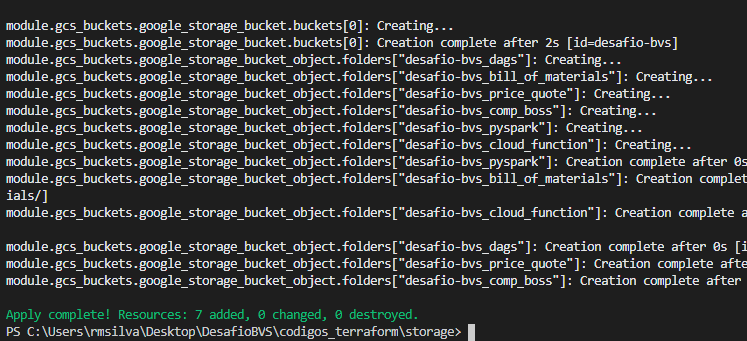 module.gcs_buckets.google_storage_bucket.buckets[0]: Creating...
module.gcs_buckets.google_storage_bucket.buckets[0]: Creation complete after 2s [id=desafio-bvs]
module.gcs_buckets.google_storage_bucket_object.folders["desafio-bvs_dags"]: Creating...
module.gcs_buckets.google_storage_bucket_object.folders["desafio-bvs_bill_of_materials"]: Creating...
module.gcs_buckets.google_storage_bucket_object.folders["desafio-bvs_price_quote"]: Creating...
module.gcs_buckets.google_storage_bucket_object.folders["desafio-bvs_comp_boss"]: Creating...
module.gcs_buckets.google_storage_bucket_object.folders["desafio-bvs_pyspark"]: Creating...
module.gcs_buckets.google_storage_bucket_object.folders["desafio-bvs_cloud_function"]: Creating...
module.gcs_buckets.google_storage_bucket_object.folders["desafio-bvs_pyspark"]: Creation complete after 0s
module.gcs_buckets.google_storage_bucket_object.folders["desafio-bvs_bill_of_materials"]: Creation complet
ials/]
module.gcs_buckets.google_storage_bucket_object.folders["desafio-bvs_cloud_function"]: Creation complete a
module.gcs_buckets.google_storage_bucket_object.folders["desafio-bvs_dags"]: Creation complete after 0s [i
module.gcs_buckets.google_storage_bucket_object.folders["desafio-bvs_price_quote"]: Creation complete afte
module.gcs_buckets.google_storage_bucket_object.folders["desafio-bvs_comp_boss"]: Creation complete after
Apply complete! Resources: 7 added, 0 changed, 0 destroyed.
PS C:\Users\rmsilva\Desktop\DesafioBVS\codigos_terraform\storage>